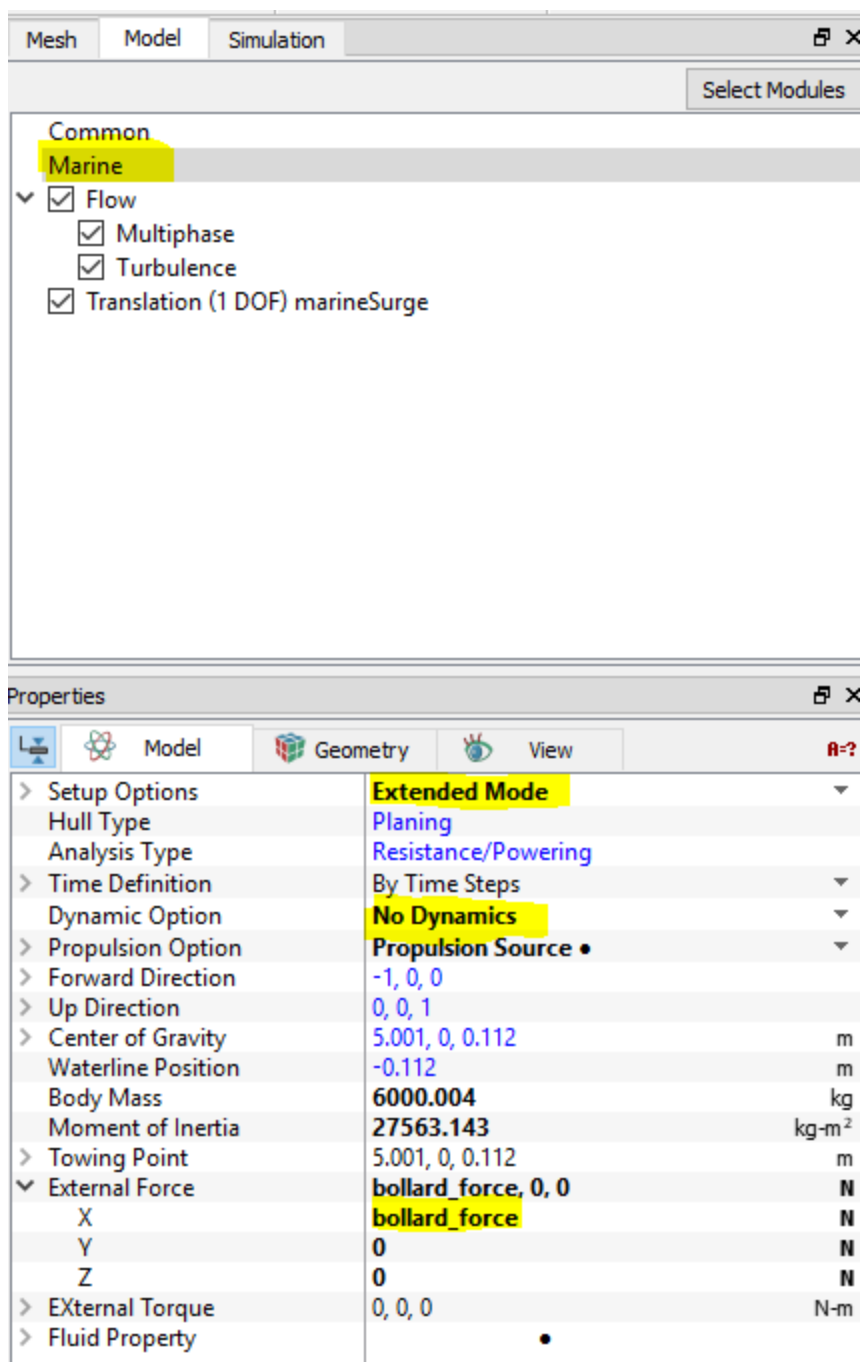 Mesh Model Simulation
Select Modules
Common
Marine
Flow
Multiphase
Turbulence
Translation (1 DOF) marineSurge
Properties
Model Geometry View A=?
Setup Options Extended Mode
Hull Type Planing
Analysis Type Resistance/Powering
Time Definition By Time Steps
Dynamic Option No Dynamics
Propulsion Option Propulsion Source •
Forward Direction -1, 0, 0
Up Direction 0, 0, 1
Center of Gravity 5.001, 0, 0.112 m
Waterline Position -0.112 m
Body Mass 6000.004 kg
Moment of Inertia 27563.143 kg-m²
Towing Point 5.001, 0, 0.112 m
External Force bollard_force, 0, 0 N
X bollard_force N
Y 0 N
Z 0 N
EXternal Torque 0, 0, 0 N-m
Fluid Property •